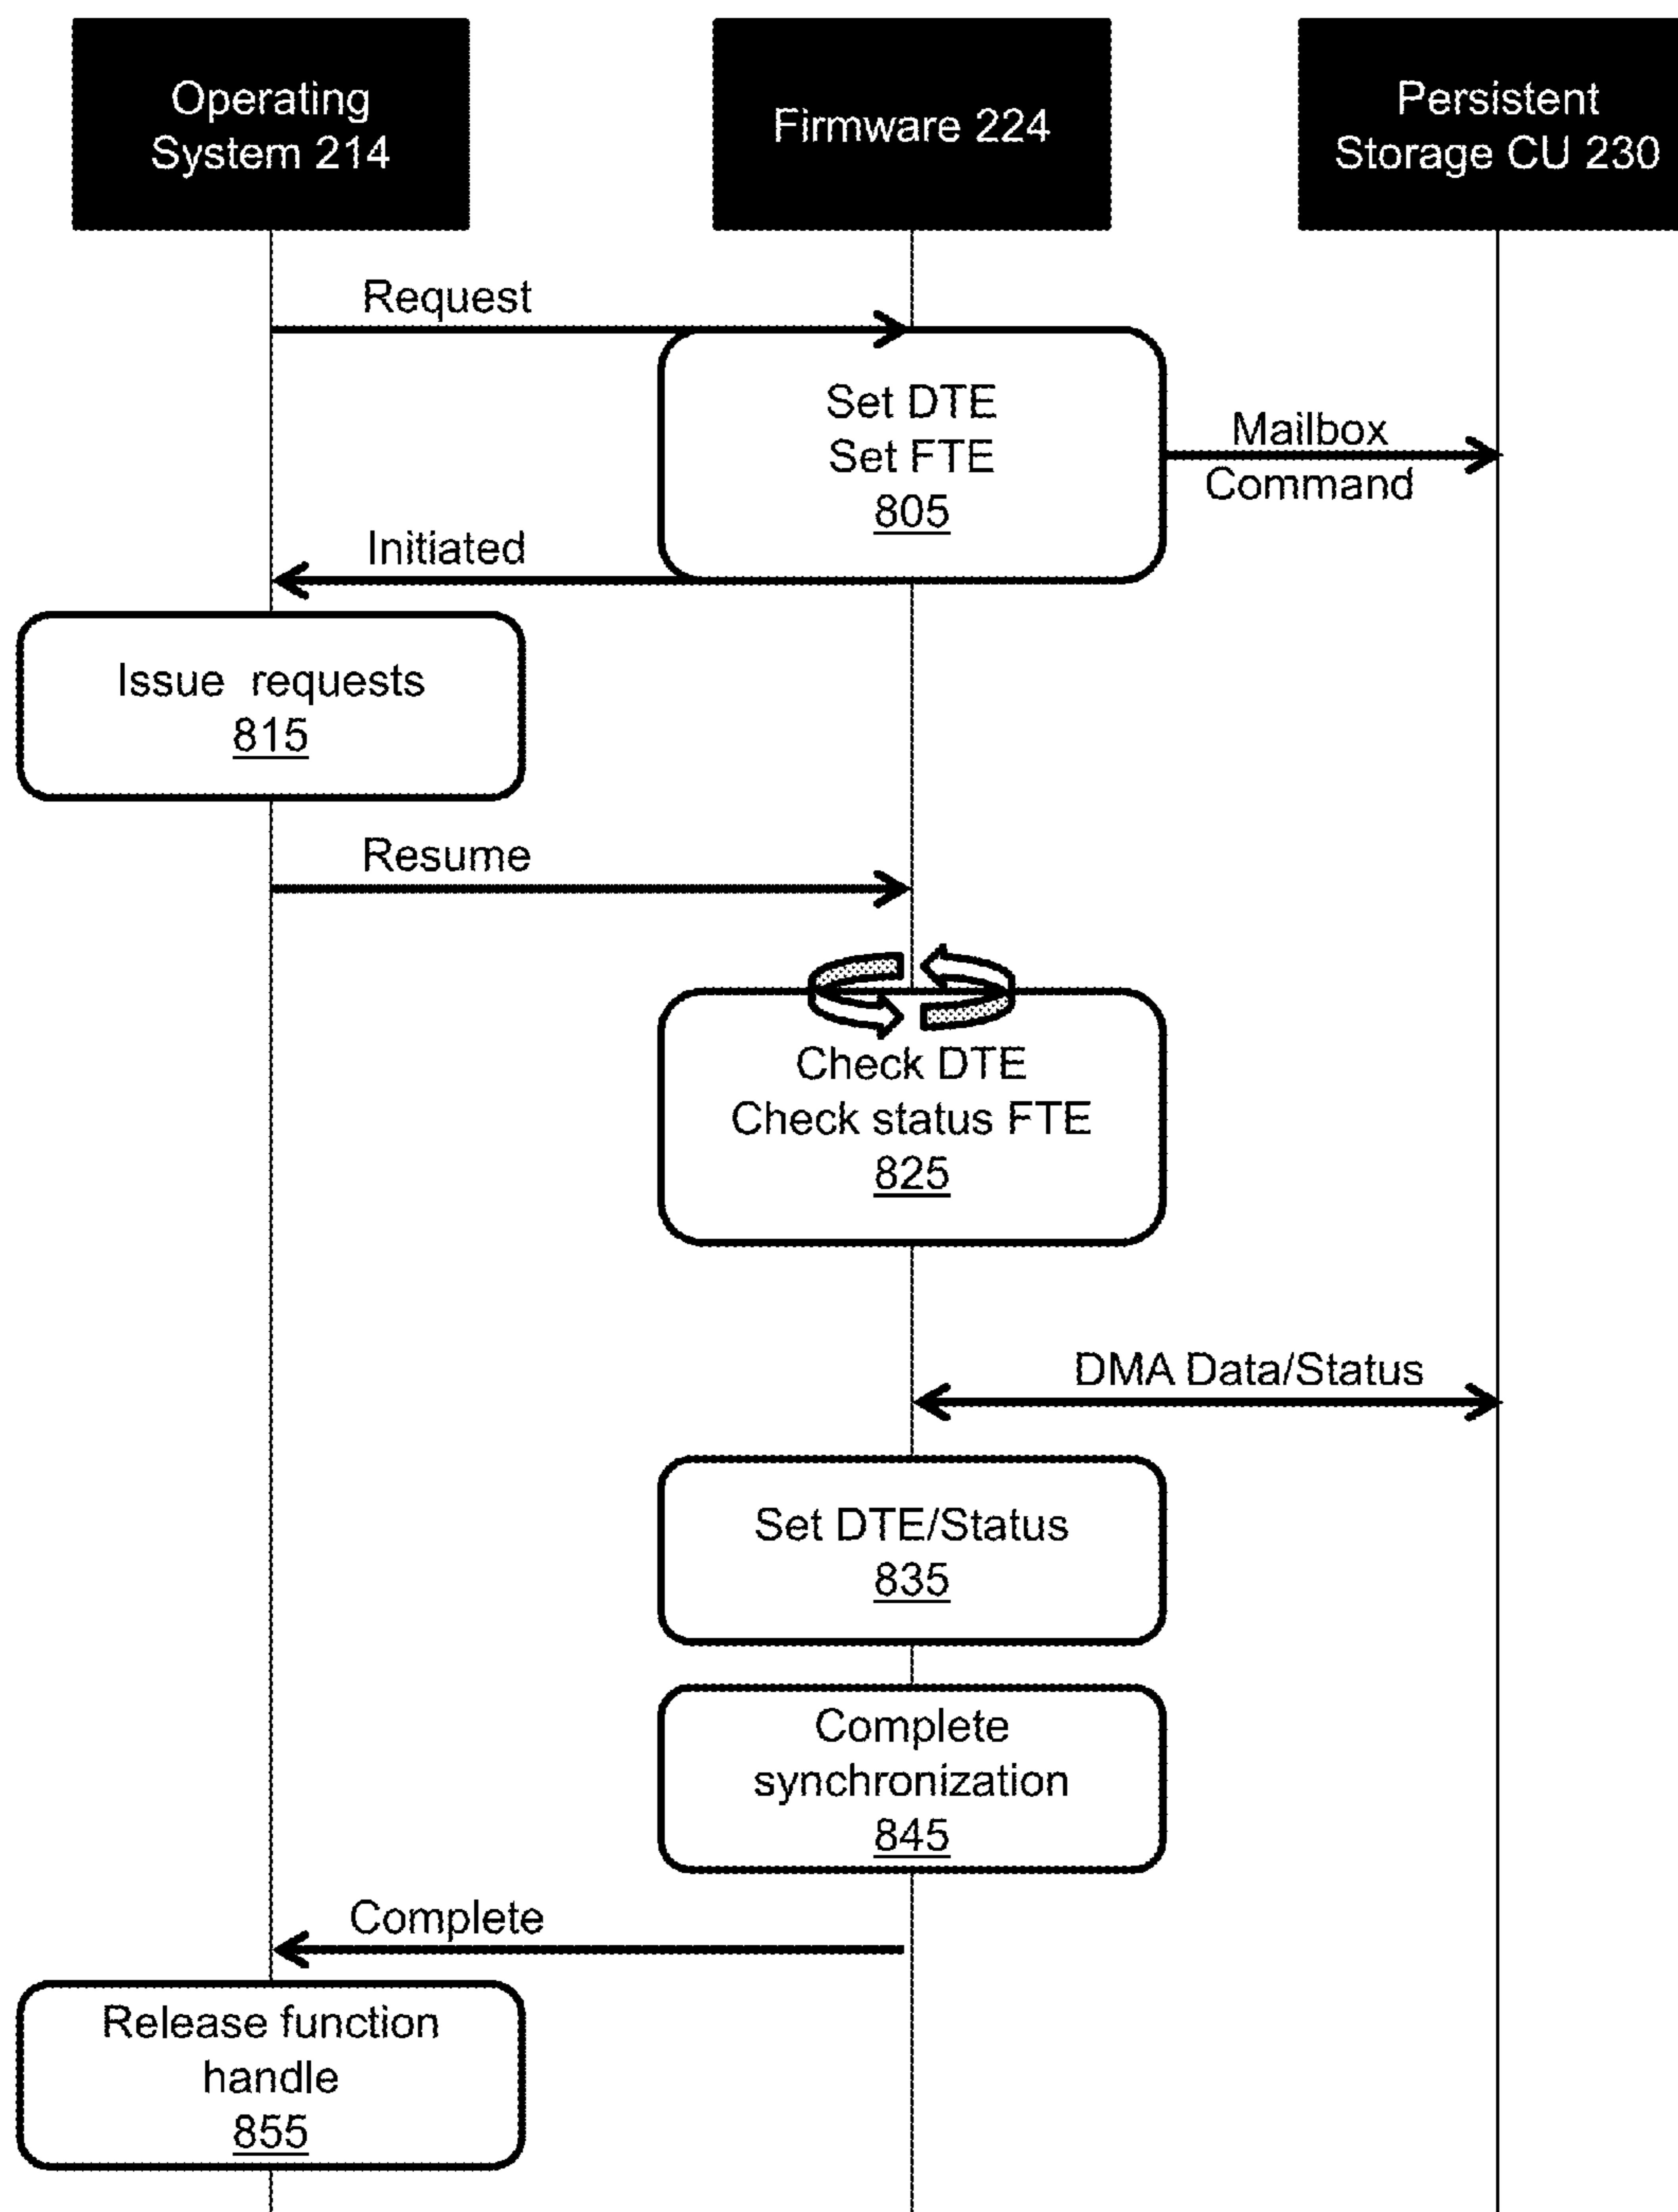 Operating
System 214
Firmware 224
Persistent
Storage CU 230
Request
Set DTE
Set FTE
805
Mailbox
Command
Initiated
Issue requests
815
Resume
Check DTE
Check status FTE
825
DMA Data/Status
Set DTE/Status
835
Complete
synchronization
845
Complete
Release function
handle
855